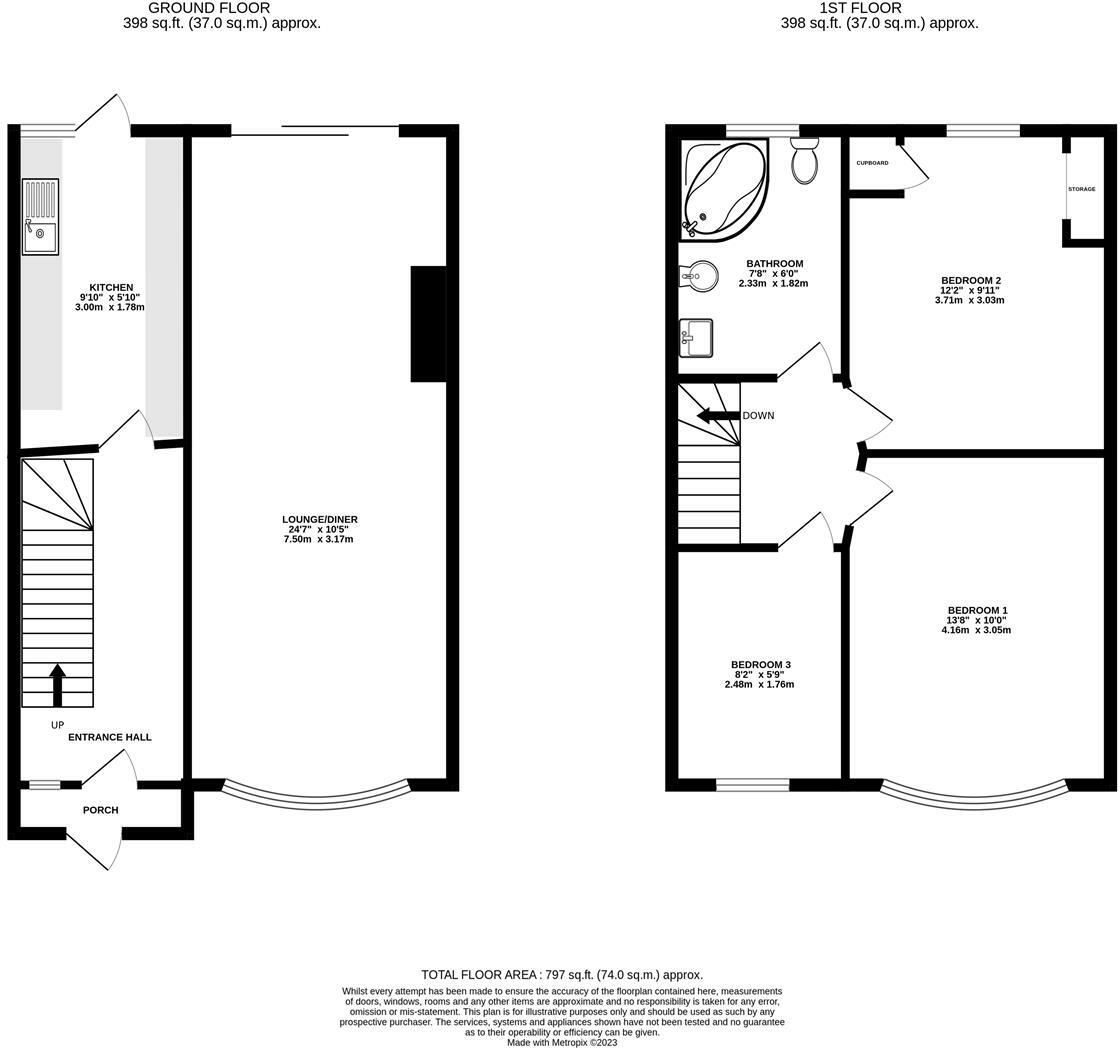 GROUND FLOOR
398 sq.ft. (37.0 sq.m.) approx.
KITCHEN
9'10" x 5'10"
3.00m x 1.78m
LOUNGE/DINER
24'7" x 10'5"
7.50m x 3.17m
UP
ENTRANCE HALL
PORCH
1ST FLOOR
398 sq.ft. (37.0 sq.m.) approx.
CUPBOARD
STORAGE
BATHROOM
7'8" x 6'0"
2.33m x 1.82m
BEDROOM 2
12'2" x 9'11"
3.71m x 3.03m
DOWN
BEDROOM 1
13'8" x 10'0"
4.16m x 3.05m
BEDROOM 3
8'2" x 5'9"
2.48m x 1.76m
TOTAL FLOOR AREA : 797 sq.ft. (74.0 sq.m.) approx.
Whilst every attempt has been made to ensure the accuracy of the floorplan contained here, measurements
of doors, windows, rooms and any other items are approximate and no responsibility is taken for any error,
omission or mis-statement. This plan is for illustrative purposes only and should be used as such by any
prospective purchaser. The services, systems and appliances shown have not been tested and no guarantee
as to their operability or efficiency can be given.
Made with Metropix ©2023